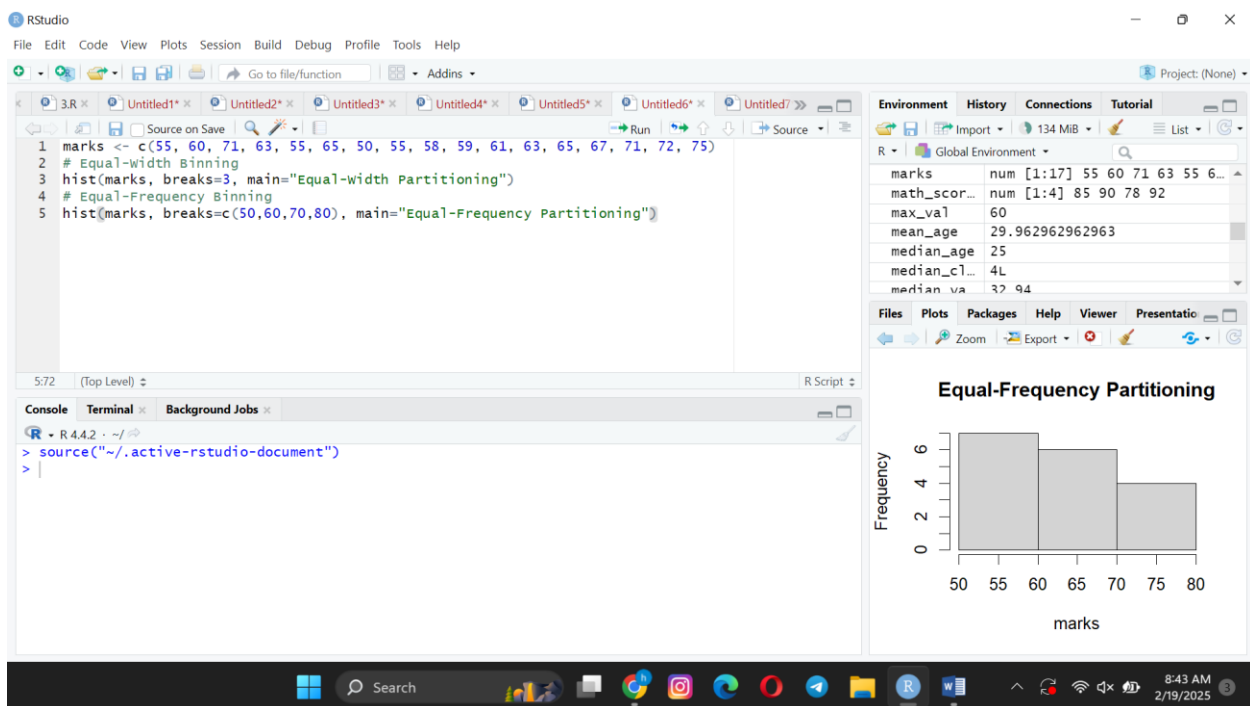 RStudio
File Edit Code View Plots Session Build Debug Profile Tools Help
Go to file/function Addins Project: (None)
3.R Untitled1* Untitled2* Untitled3* Untitled4* Untitled5* Untitled6* Untitled7
Source on Save Run Source
1 marks <- c(55, 60, 71, 63, 55, 65, 50, 55, 58, 59, 61, 63, 65, 67, 71, 72, 75)
2 # Equal-Width Binning
3 hist(marks, breaks=3, main="Equal-Width Partitioning")
4 # Equal-Frequency Binning
5 hist(marks, breaks=c(50,60,70,80), main="Equal-Frequency Partitioning")
5:72 (Top Level) R Script
Console Terminal Background Jobs
R 4.4.2 · ~/
> source("~/.active-rstudio-document")
>
Environment History Connections Tutorial
Import 134 MiB List
R Global Environment
marks num [1:17] 55 60 71 63 55 6…
math_scor… num [1:4] 85 90 78 92
max_val 60
mean_age 29.962962962963
median_age 25
median_cl… 4L
median_va 32.94
Files Plots Packages Help Viewer Presentatio
Zoom Export
Equal-Frequency Partitioning
Frequency
6
4
2
0
50 55 60 65 70 75 80
marks
Search
8:43 AM
2/19/2025
3